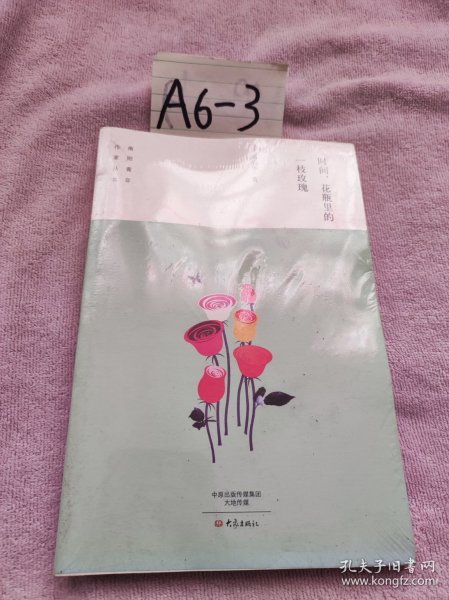 A6-3
时间，花瓶里的
一枝玫瑰
南阳青年
作家丛书
中原出版传媒集团
大地传媒
大象出版社
孔夫子旧书网
www.kongfz.com